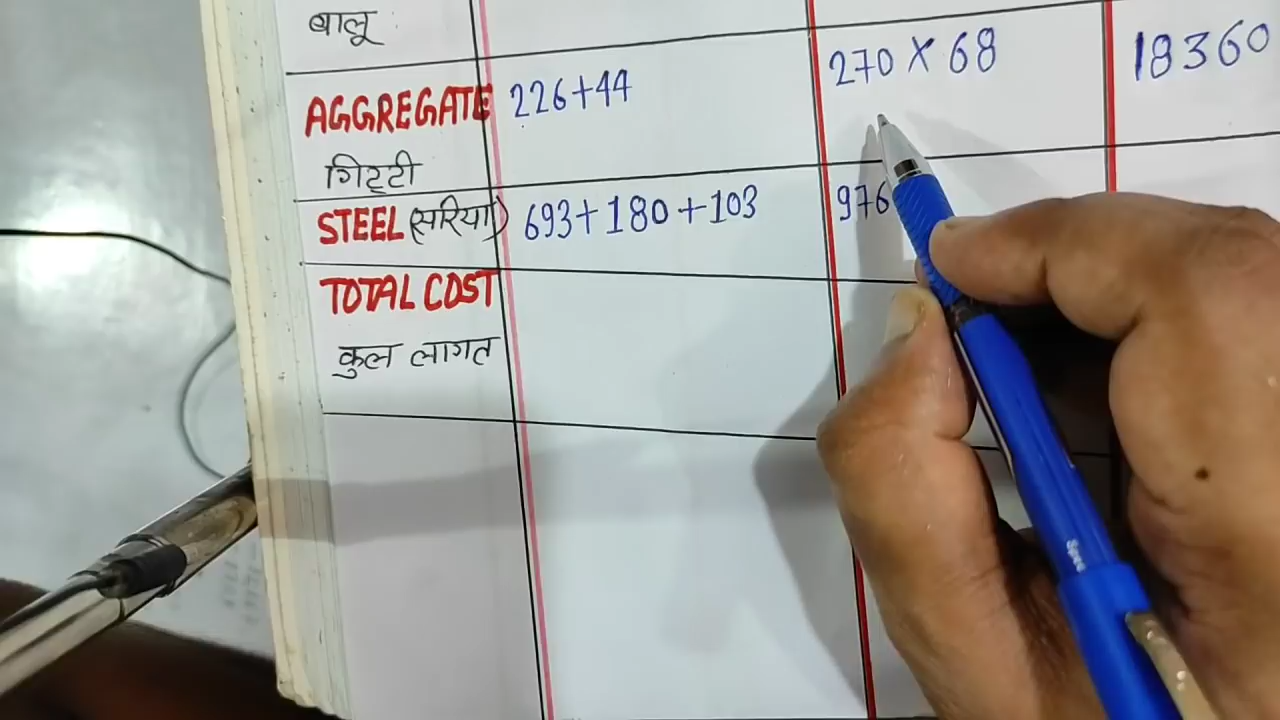 बालू
AGGREGATE 226+44 270 X 68 18360
गिट्टी
STEEL (सरिया) 693+180+103 976
TOTAL COST
कुल लागत